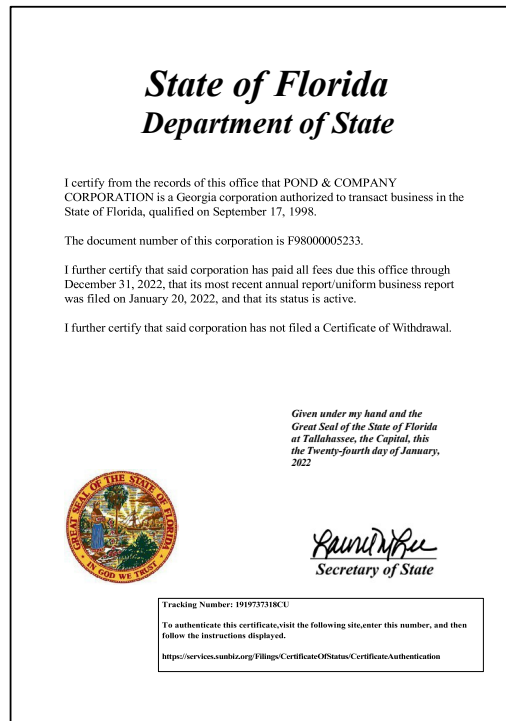 State of Florida
Department of State
I certify from the records of this office that POND & COMPANY
CORPORATION is a Georgia corporation authorized to transact business in the
State of Florida, qualified on September 17, 1998.
The document number of this corporation is F98000005233.
I further certify that said corporation has paid all fees due this office through
December 31, 2022, that its most recent annual report/uniform business report
was filed on January 20, 2022, and that its status is active.
I further certify that said corporation has not filed a Certificate of Withdrawal.
Given under my hand and the
Great Seal of the State of Florida
at Tallahassee, the Capital, this
the Twenty-fourth day of January,
2022
GREAT SEAL OF THE STATE OF FLORIDA
IN GOD WE TRUST
Secretary of State
Tracking Number: 1919737318CU
To authenticate this certificate,visit the following site,enter this number, and then
follow the instructions displayed.
https://services.sunbiz.org/Filings/CertificateOfStatus/CertificateAuthentication